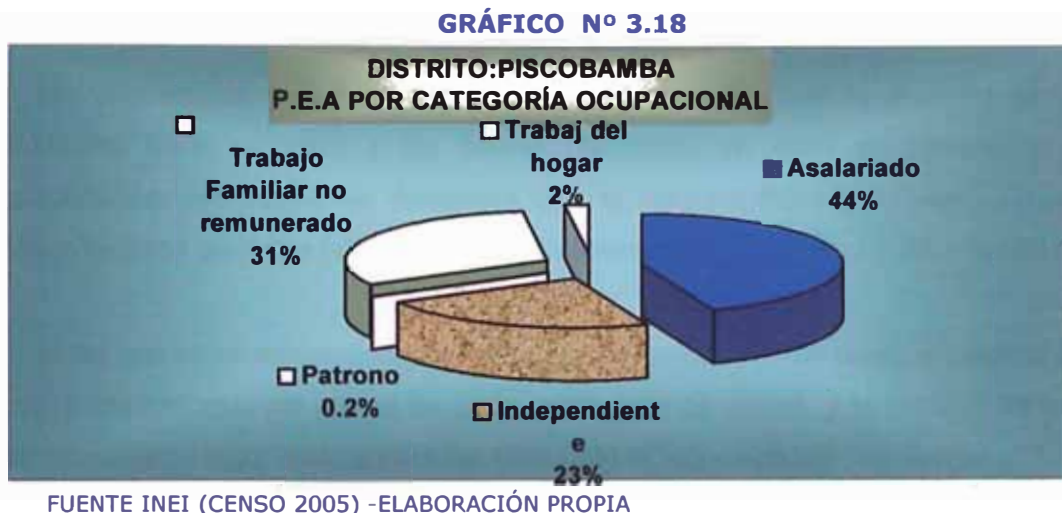 GRÁFICO Nº 3.18
DISTRITO:PISCOBAMBA
P.E.A POR CATEGORÍA OCUPACIONAL
Trabajo
Familiar no
remunerado
31%
Trabaj del
hogar
2%
Asalariado
44%
Patrono
0.2%
Independient
e
23%
FUENTE INEI (CENSO 2005) -ELABORACIÓN PROPIA